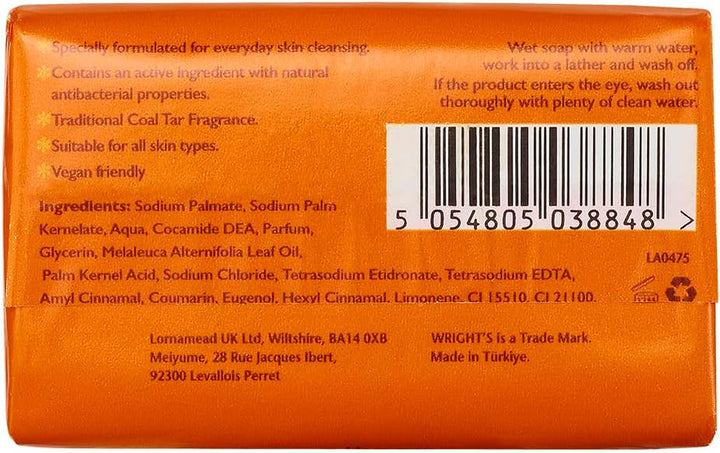 *Specially formulated for everyday skin cleansing.
*Contains an active ingredient with natural
antibacterial properties.
*Traditional Coal Tar Fragrance.
*Suitable for all skin types.
*Vegan friendly
Ingredients: Sodium Palmate, Sodium Palm
Kernelate, Aqua, Cocamide DEA, Parfum,
Glycerin, Melaleuca Alternifolia Leaf Oil,
Palm Kernel Acid, Sodium Chloride, Tetrasodium Etidronate, Tetrasodium EDTA,
Amyl Cinnamal, Coumarin, Eugenol, Hexyl Cinnamal, Limonene, CI 15510, CI 21100.
Wet soap with warm water,
work into a lather and wash off.
If the product enters the eye, wash out
thoroughly with plenty of clean water.
5 054805 038848 >
LA0475
Lornamead UK Ltd, Wiltshire, BA14 0XB
Meiyume, 28 Rue Jacques Ibert,
92300 Levallois Perret
WRIGHT'S is a Trade Mark.
Made in Türkiye.